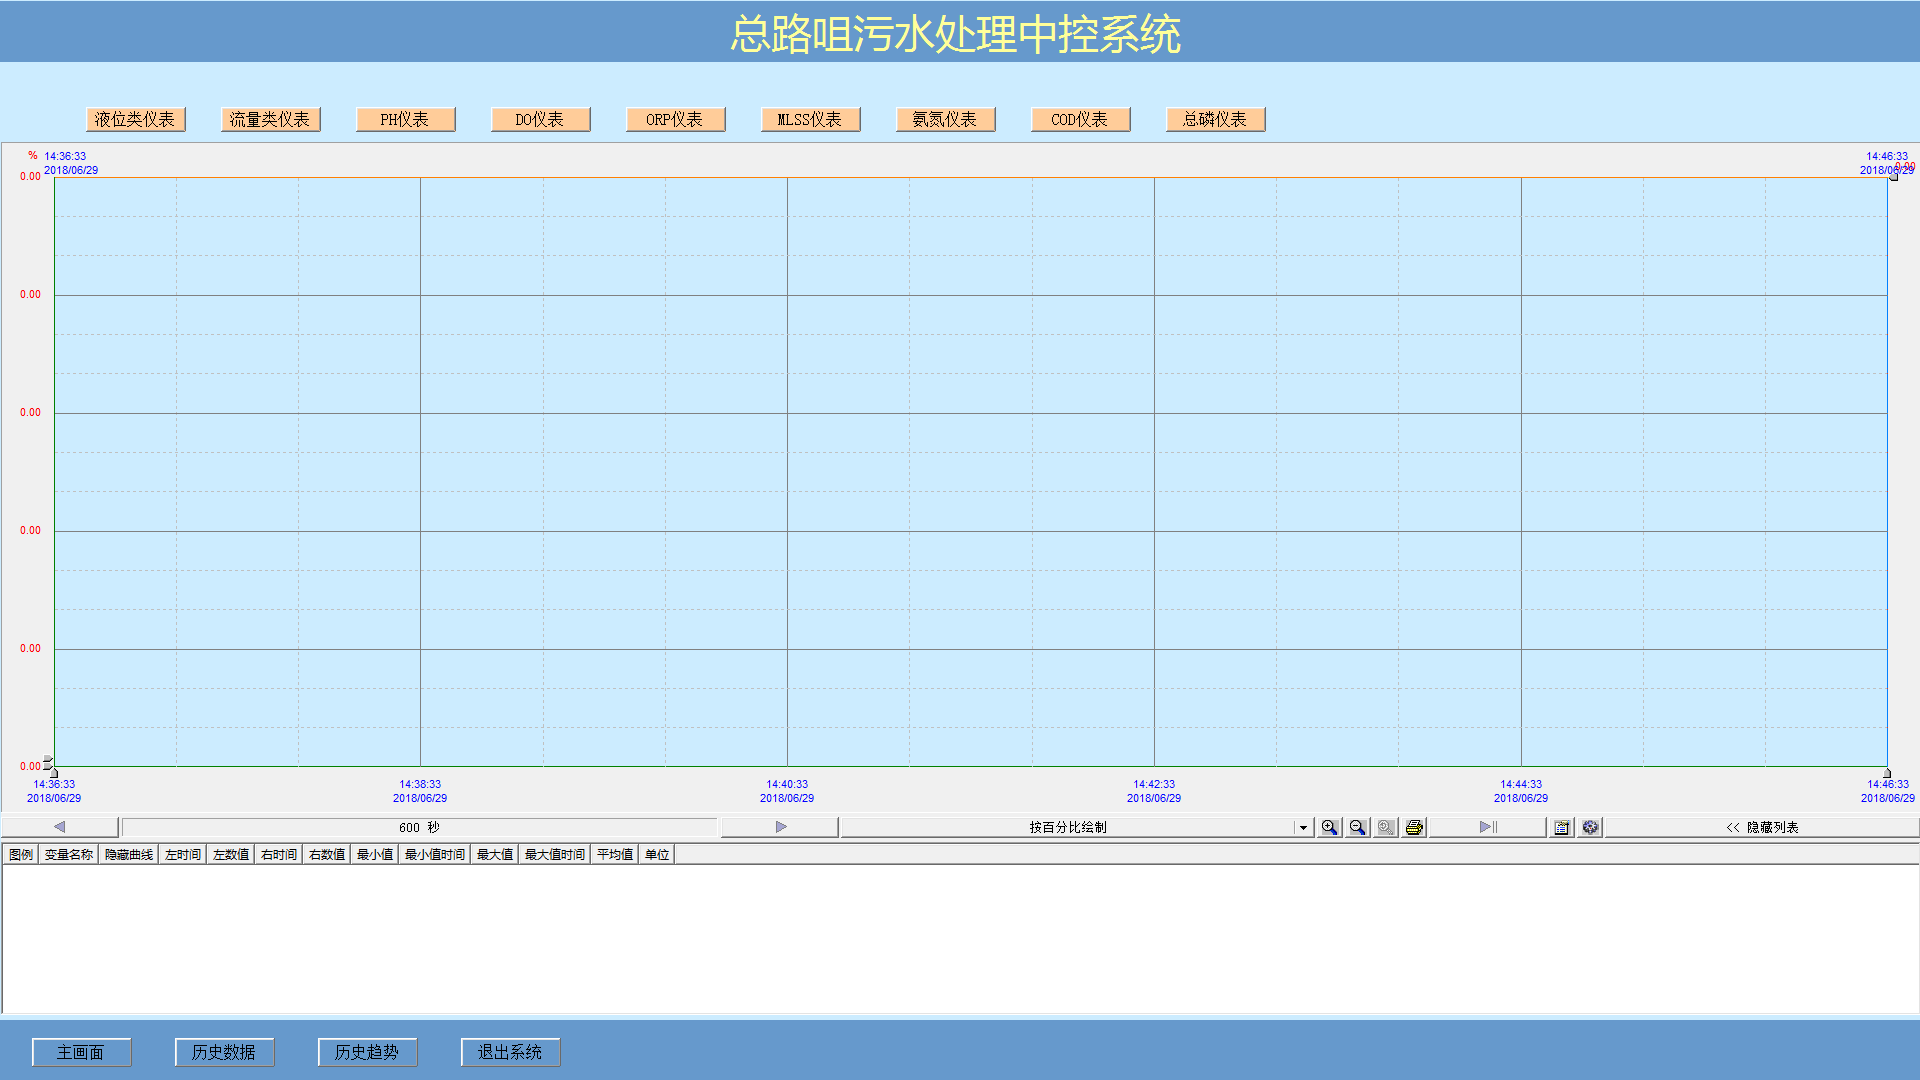 总路咀污水处理中控系统
液位类仪表 流量类仪表 PH仪表 DO仪表 ORP仪表 MLSS仪表 氨氮仪表 COD仪表 总磷仪表
% 14:36:33 14:46:33
2018/06/29 2018/06/29
0.00 0.00
0.00
0.00
0.00
0.00
0.00
14:36:33 14:38:33 14:40:33 14:42:33 14:44:33 14:46:33
2018/06/29 2018/06/29 2018/06/29 2018/06/29 2018/06/29 2018/06/29
600 秒 按百分比绘制 << 隐藏列表
图例 变量名称 隐藏曲线 左时间 左数值 右时间 右数值 最小值 最小值时间 最大值 最大值时间 平均值 单位
主画面 历史数据 历史趋势 退出系统